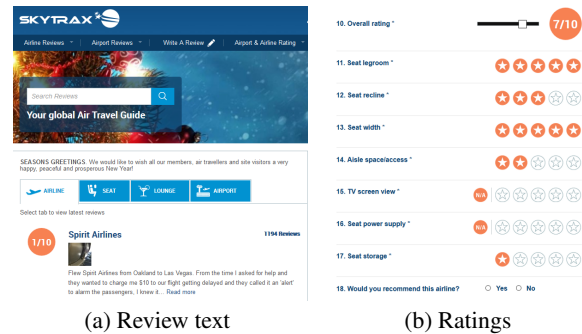 SKYTRAX
Airline Reviews Airport Reviews Write A Review Airport & Airline Rating
Search Reviews
Your global Air Travel Guide
SEASONS GREETINGS. We would like to wish all our members, air travellers and site visitors a very
happy, peaceful and prosperous New Year!
AIRLINE SEAT LOUNGE AIRPORT
Select tab to view latest reviews
1/10
Spirit Airlines 1194 Reviews
Flew Spirit Airlines from Oakland to Las Vegas. From the time I asked for help and
they wanted to charge me $10 to our flight getting delayed and they called it an 'alert'
to alarm the passengers, I knew it… Read more
(a) Review text
10. Overall rating * 7/10
11. Seat legroom *
12. Seat recline *
13. Seat width *
14. Aisle space/access *
15. TV screen view * N/A
16. Seat power supply * N/A
17. Seat storage *
18. Would you recommend this airline? Yes No
(b) Ratings